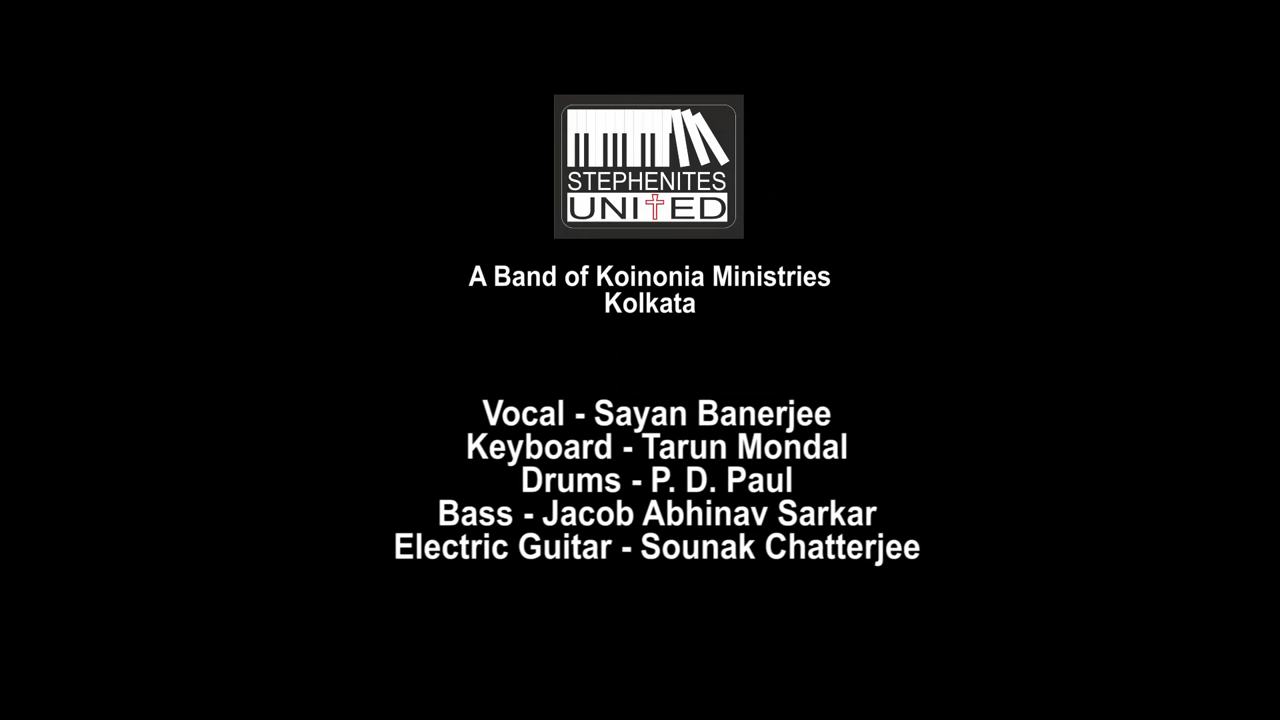 STEPHENITES
UNITED
A Band of Koinonia Ministries
Kolkata
Vocal - Sayan Banerjee
Keyboard - Tarun Mondal
Drums - P. D. Paul
Bass - Jacob Abhinav Sarkar
Electric Guitar - Sounak Chatterjee